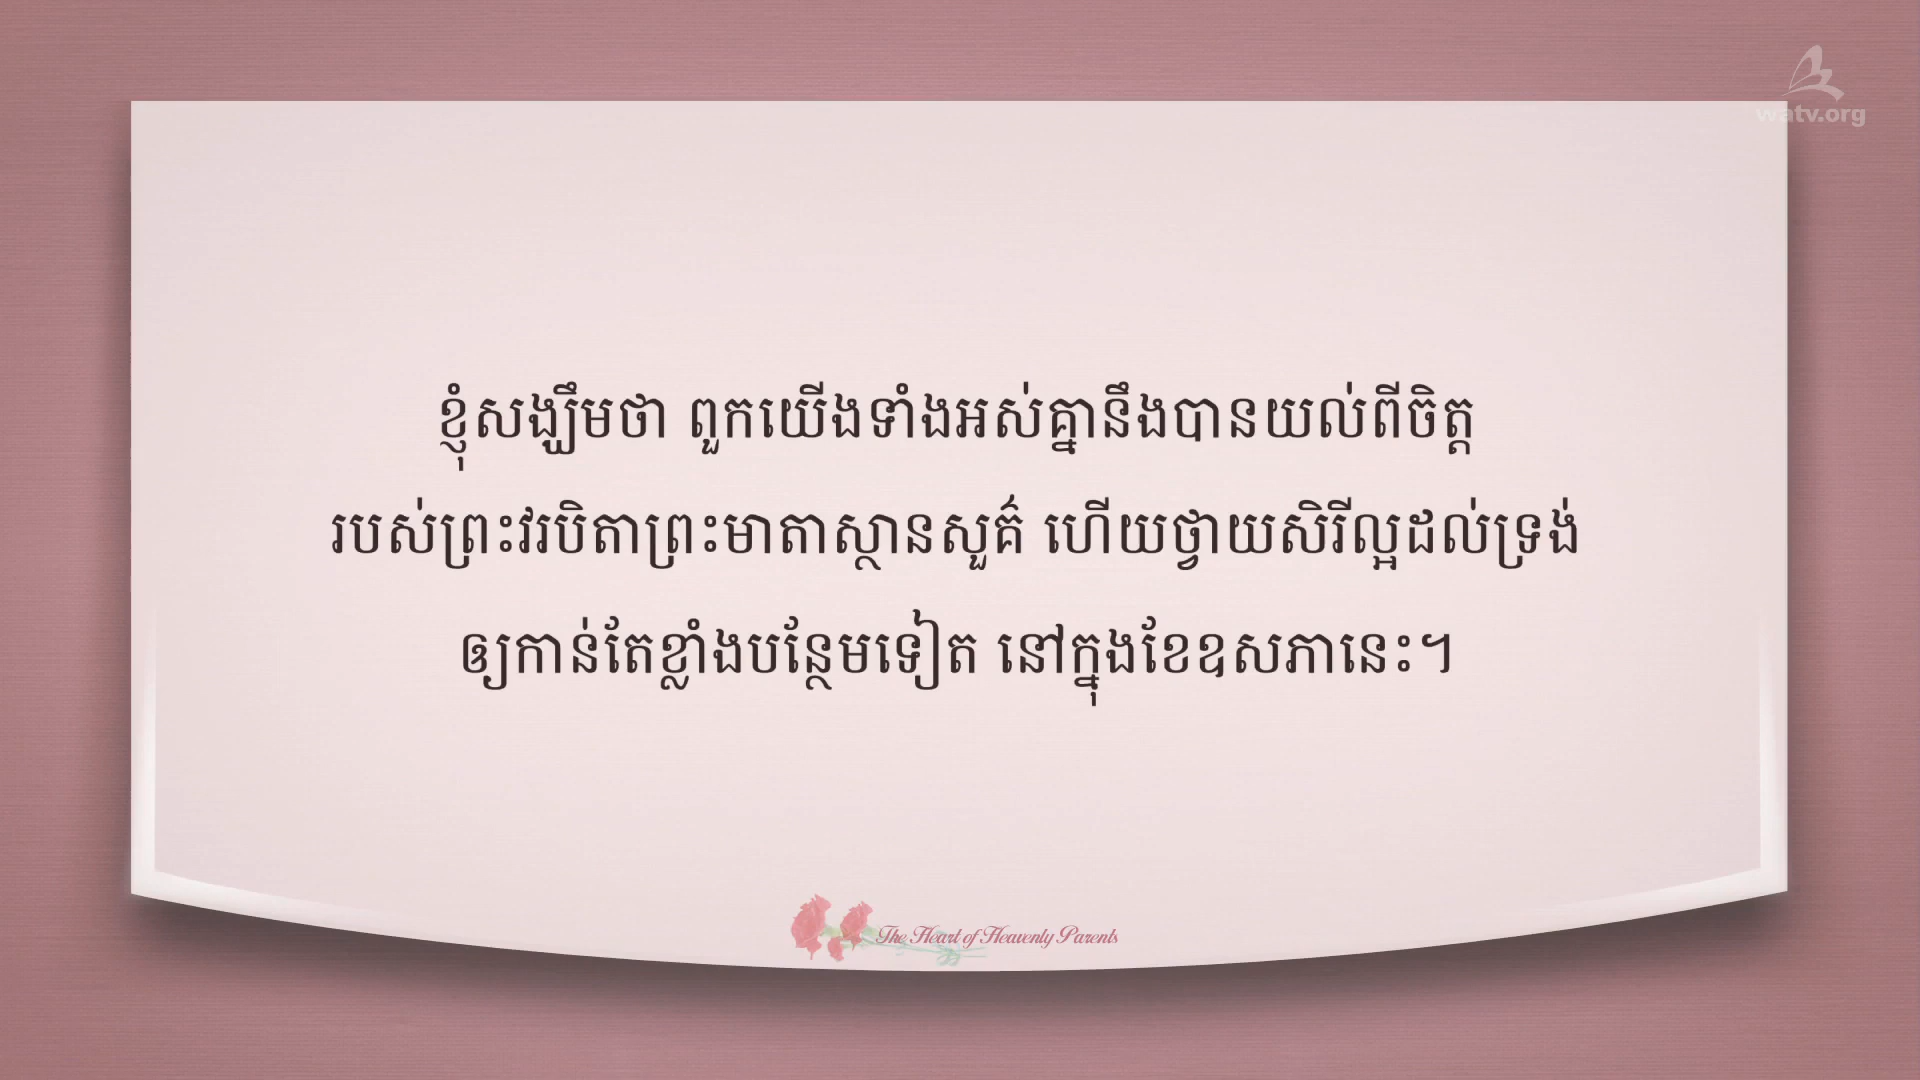 watv.org
ខ្ញុំសង្ឃឹមថា ពួកយើងទាំងអស់គ្នានឹងបានយល់ពីចិត្ត
របស់ព្រះវរបិតាព្រះមាតាស្ថានសួគ៌ ហើយថ្វាយសិរីល្អដល់ទ្រង់
ឲ្យកាន់តែខ្លាំងបន្ថែមទៀត នៅក្នុងខែឧសភានេះ។
The Heart of Heavenly Parents